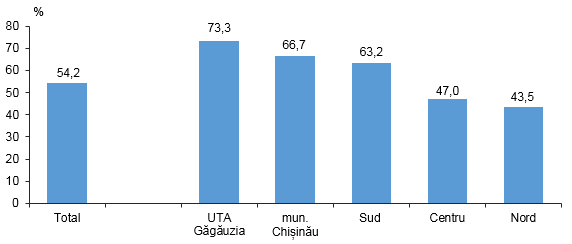 %
80
70
60
50
40
30
20
10
0
54,2
73,3
66,7
63,2
47,0
43,5
Total
UTA
Găgăuzia
mun.
Chișinău
Sud
Centru
Nord